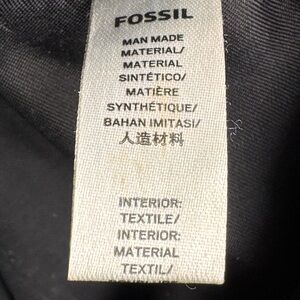 FOSSIL
MAN MADE
MATERIAL/
MATERIAL
SINTÉTICO/
MATIÈRE
SYNTHÉTIQUE/
BAHAN IMITASI/
人造材料
INTERIOR:
TEXTILE/
INTERIOR:
MATERIAL
TEXTIL/